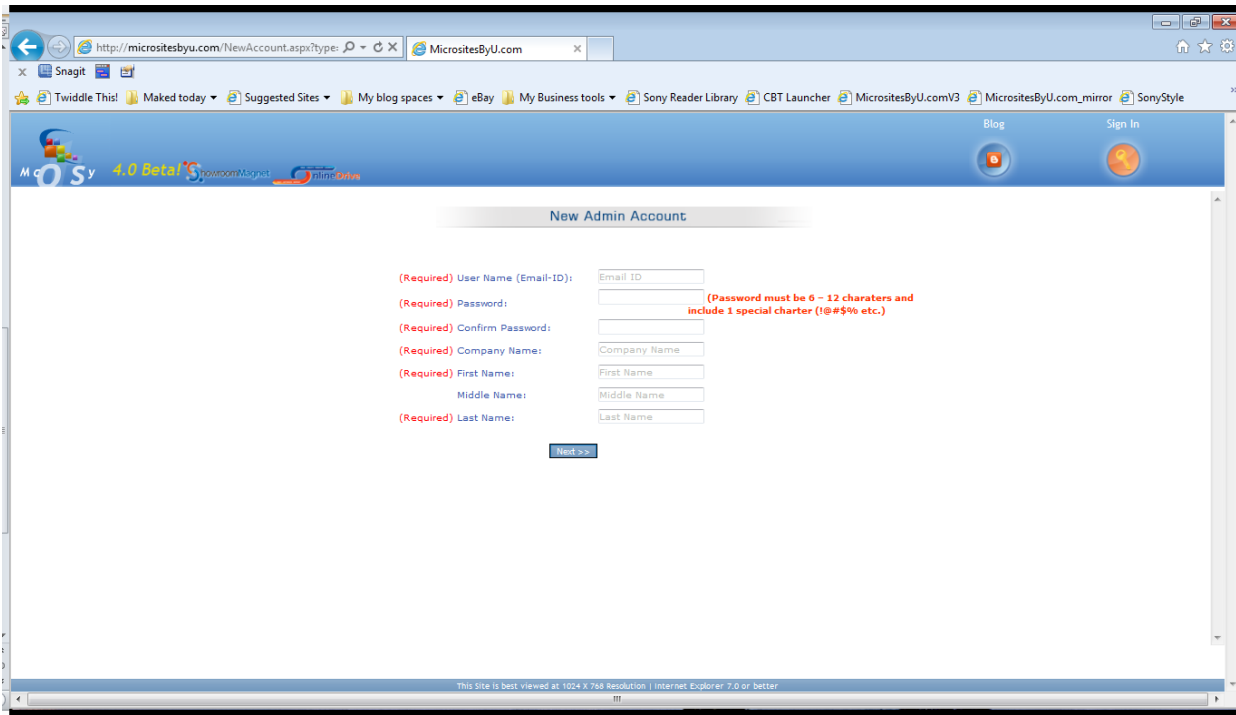 http://micrositesbyu.com/NewAccount.aspx?type:
MicrositesByU.com
Snagit
Twiddle This! Maked today Suggested Sites My blog spaces eBay My Business tools Sony Reader Library CBT Launcher MicrositesByU.comV3 MicrositesByU.com_mirror SonyStyle
Blog Sign In
McOSy 4.0 Beta! ShowroomMagnet OnlineDrive
New Admin Account
(Required) User Name (Email-ID): Email ID
(Required) Password: (Password must be 6 – 12 charaters and
include 1 special charter (!@#$% etc.)
(Required) Confirm Password:
(Required) Company Name: Company Name
(Required) First Name: First Name
Middle Name: Middle Name
(Required) Last Name: Last Name
Next >>
This Site is best viewed at 1024 X 768 Resolution | Internet Explorer 7.0 or better